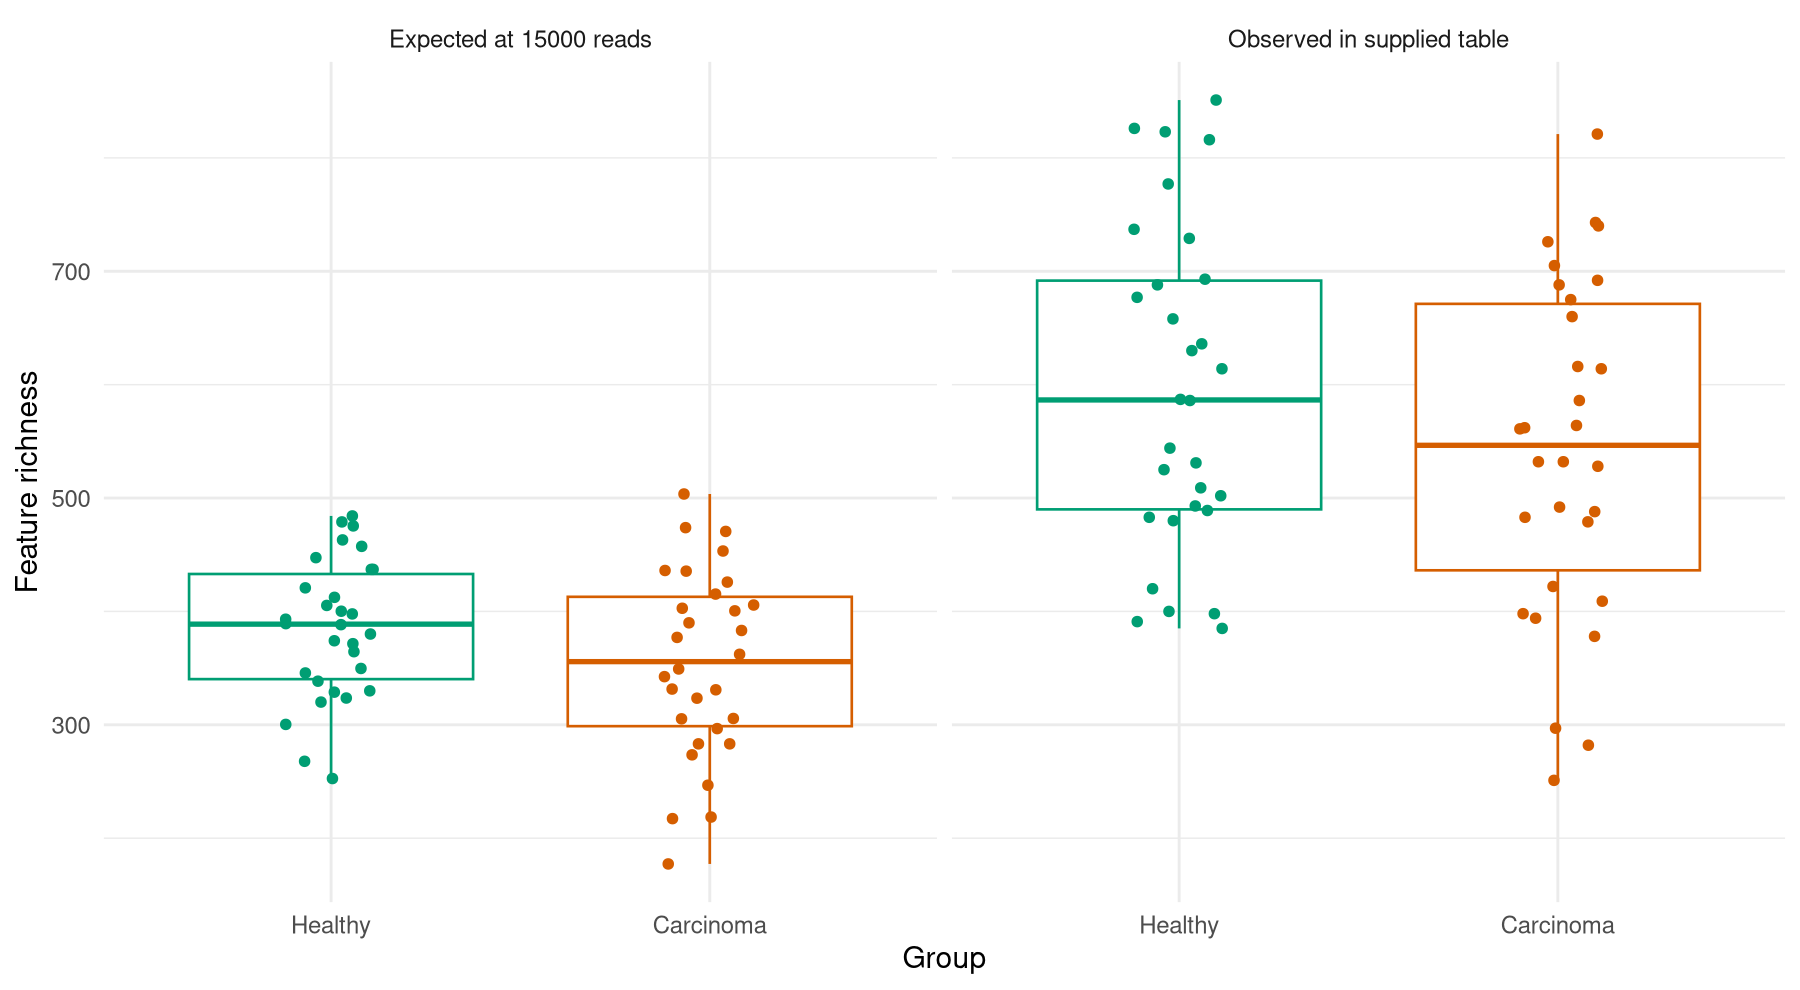 Expected at 15000 reads
Observed in supplied table
Feature richness
700
500
300
Healthy
Carcinoma
Healthy
Carcinoma
Group